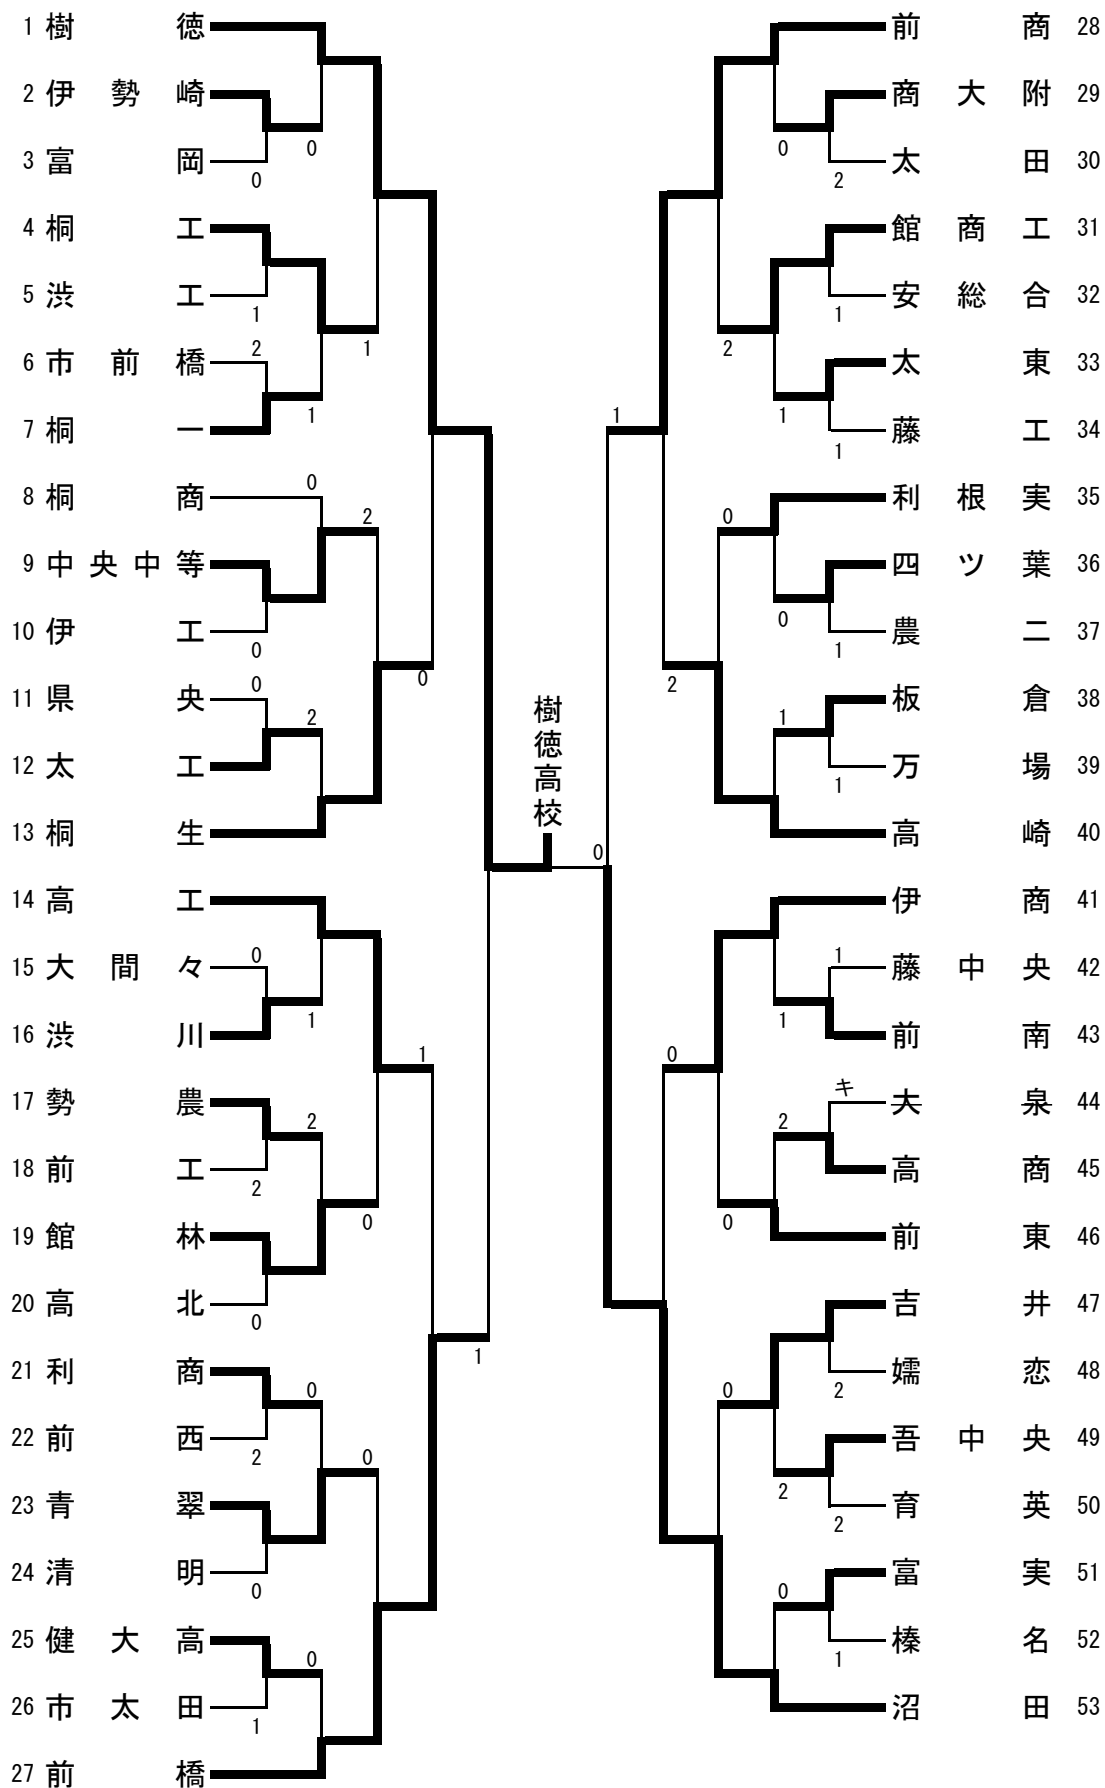 1 樹徳
2 伊勢崎
0
3 富岡
0
4 桐工
5 渋工
1
1
2
6 市前橋
1
7 桐一
0
8 桐商
2
9 中央中等
10 伊工
0
0
0
11 県央
2
12 太工
13 桐生
14 高工
0
15 大間々
1
16 渋川
1
17 勢農
2
18 前工
2
0
19 館林
20 高北
0
1
21 利商
0
22 前西
2
0
23 青翠
24 清明
0
25 健大高
0
26 市太田
1
27 前橋
樹徳高校
0
前商 28
商大附 29
0
太田 30
2
館商工 31
安総合 32
1
2
太東 33
1
1
藤工 34
1
利根実 35
0
四ツ葉 36
0
農二 37
1
2
板倉 38
1
万場 39
1
高崎 40
伊商 41
1
藤中央 42
1
前南 43
0
キ
大泉 44
2
高商 45
0
前東 46
吉井 47
嬬恋 48
2
0
吾中央 49
2
育英 50
2
富実 51
0
榛名 52
1
沼田 53